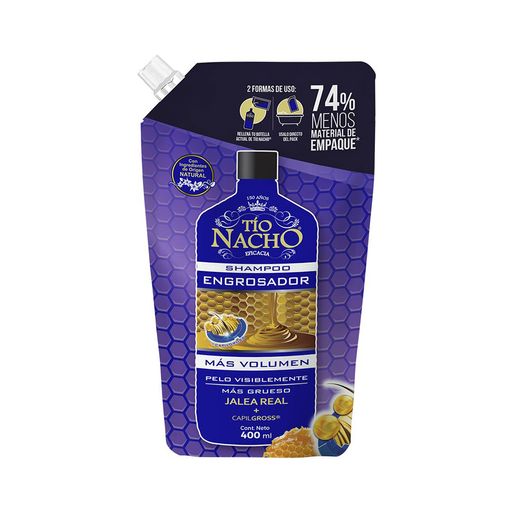 2 FORMAS DE USO:
RELLENÁ TU BOTELLA
ACTUAL DE TÍO NACHO®
USALO DIRECTO
DEL PACK
74%
MENOS
MATERIAL DE
EMPAQUE*
Con
Ingredientes
de Origen
NATURAL
150 AÑOS
TÍO
NACHO
EFICACIA
SHAMPOO
ENGROSADOR
MÁS VOLUMEN
PELO VISIBLEMENTE
MÁS GRUESO
JALEA REAL
+
CAPILGROSS®
Cont. Neto
400 ml